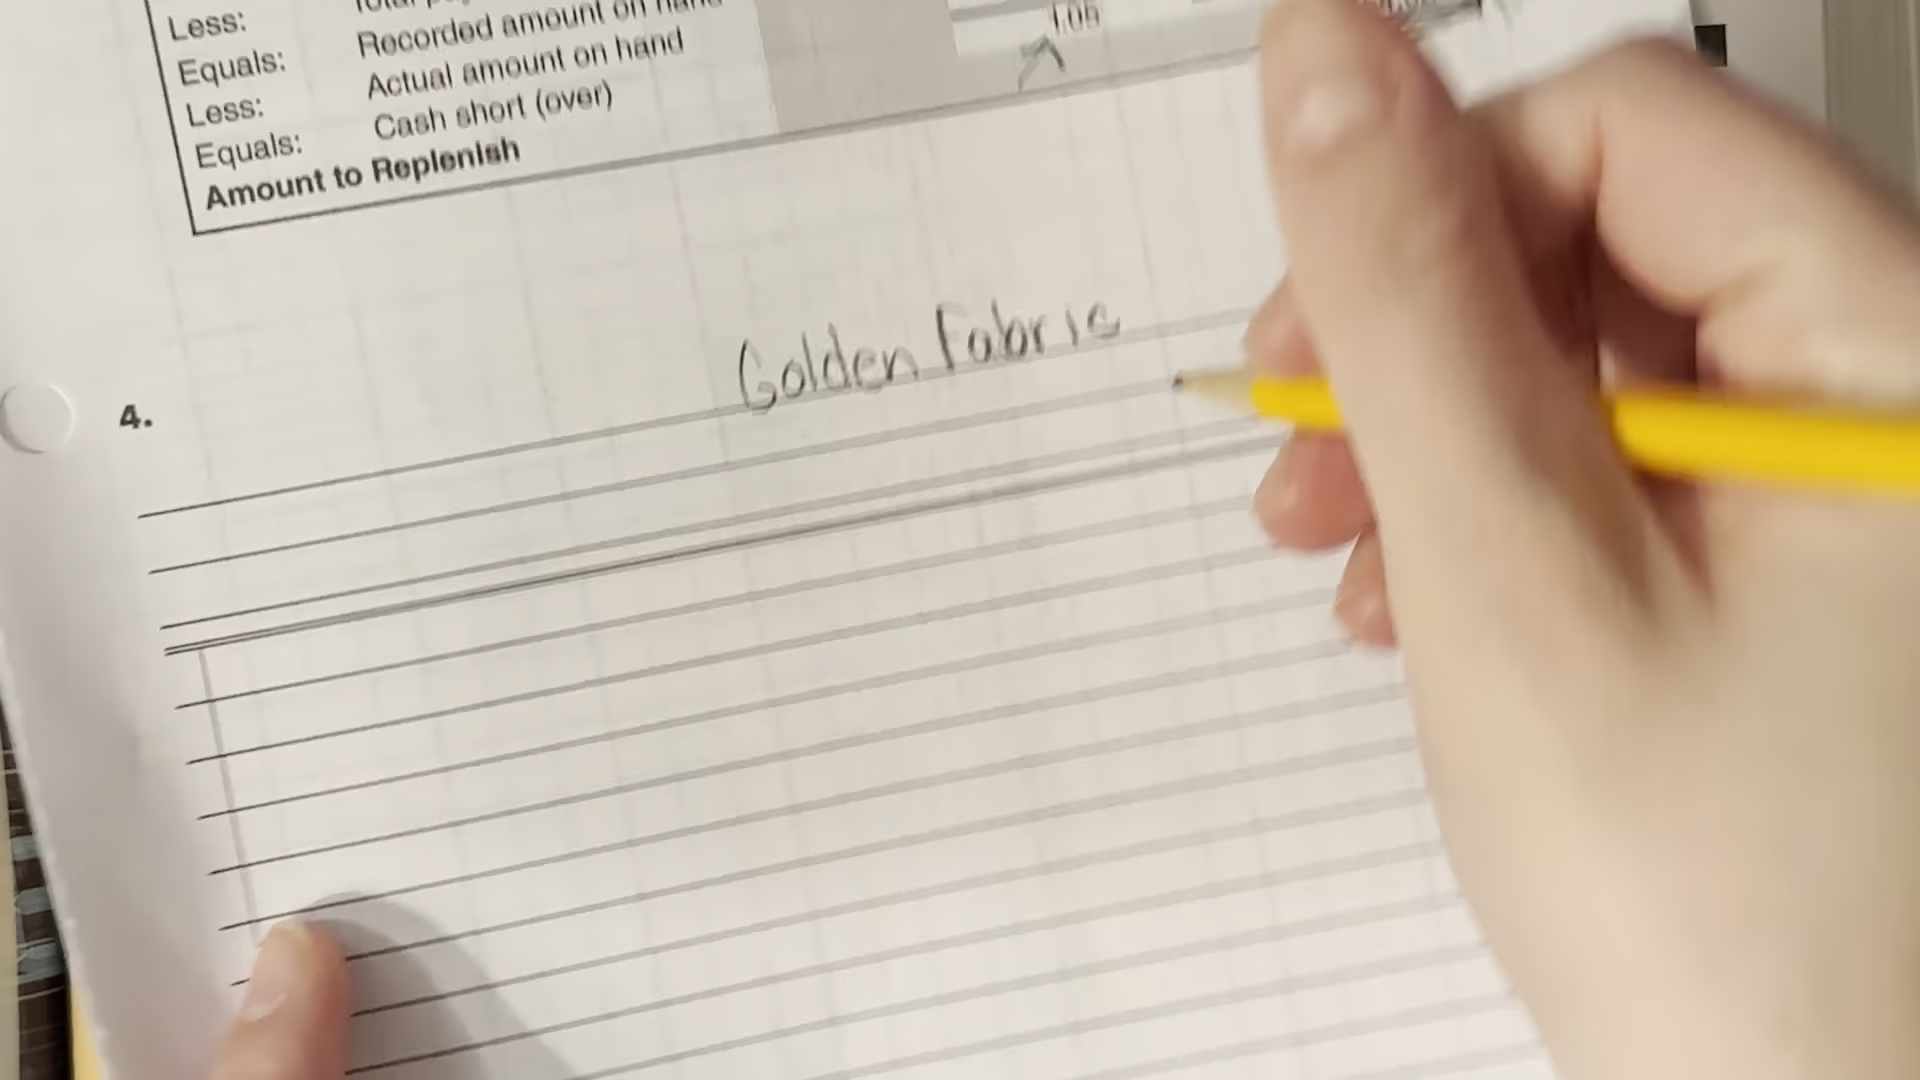 Less:
Recorded amount on hand
Equals:
Actual amount on hand
Less:
Cash short (over)
Equals:
Amount to Replenish
1.05
4.
Golden Fabric